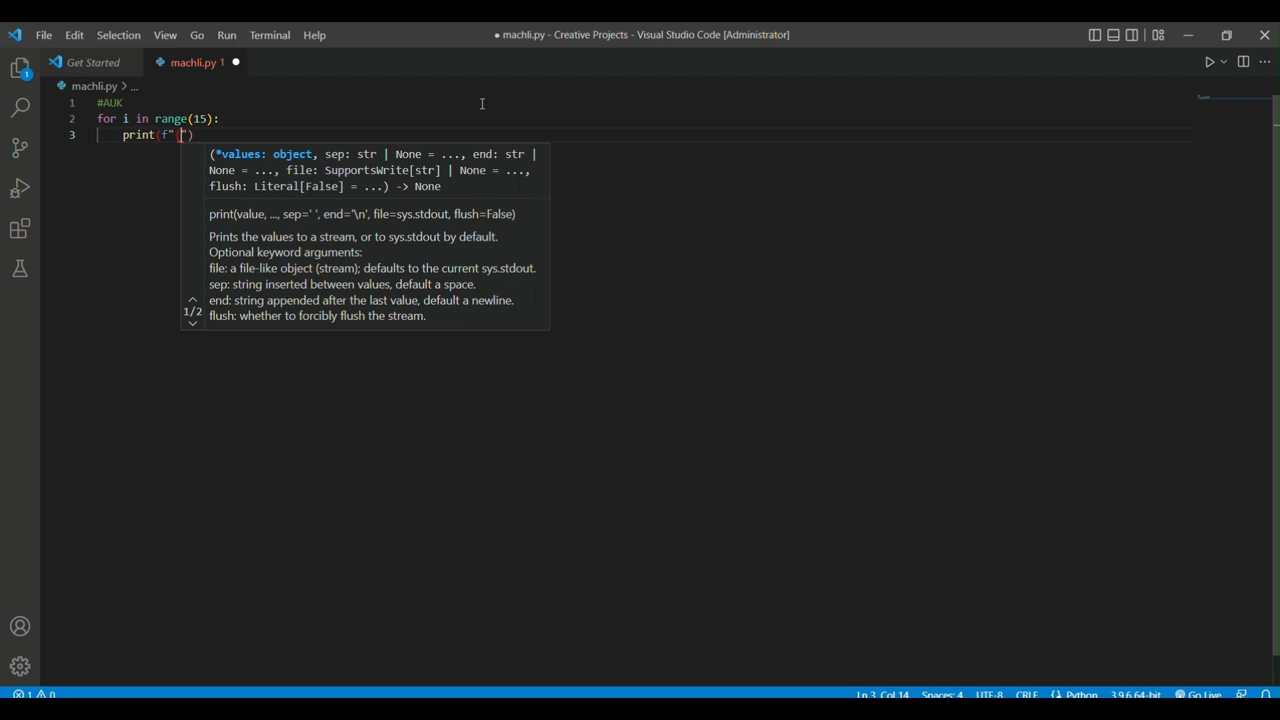 File Edit Selection View Go Run Terminal Help
● machli.py - Creative Projects - Visual Studio Code [Administrator]
1
Get Started
machli.py 1 ●
machli.py > ...
1 #AUK
2 for i in range(15):
3 print(f"{")
(*values: object, sep: str | None = ..., end: str |
None = ..., file: SupportsWrite[str] | None = ...,
flush: Literal[False] = ...) -> None
print(value, ..., sep=' ', end='\n', file=sys.stdout, flush=False)
Prints the values to a stream, or to sys.stdout by default.
Optional keyword arguments:
file: a file-like object (stream); defaults to the current sys.stdout.
sep: string inserted between values, default a space.
end: string appended after the last value, default a newline.
flush: whether to forcibly flush the stream.
1/2
1 0 Ln 3, Col 14 Spaces: 4 UTF-8 CRLF Python 3.9.6 64-bit Go Live